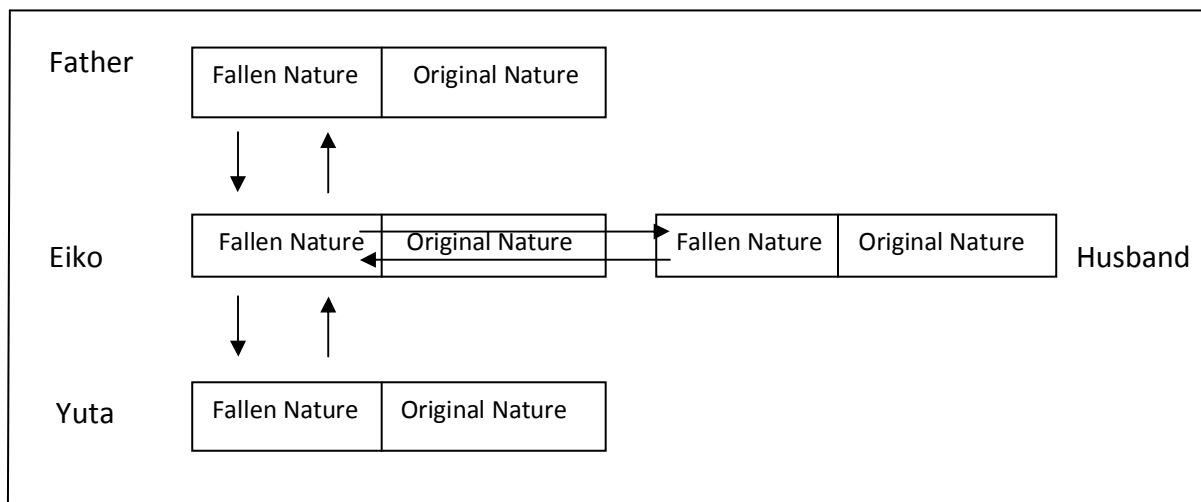 Father Fallen Nature Original Nature
Eiko Fallen Nature Original Nature Fallen Nature Original Nature Husband
Yuta Fallen Nature Original Nature